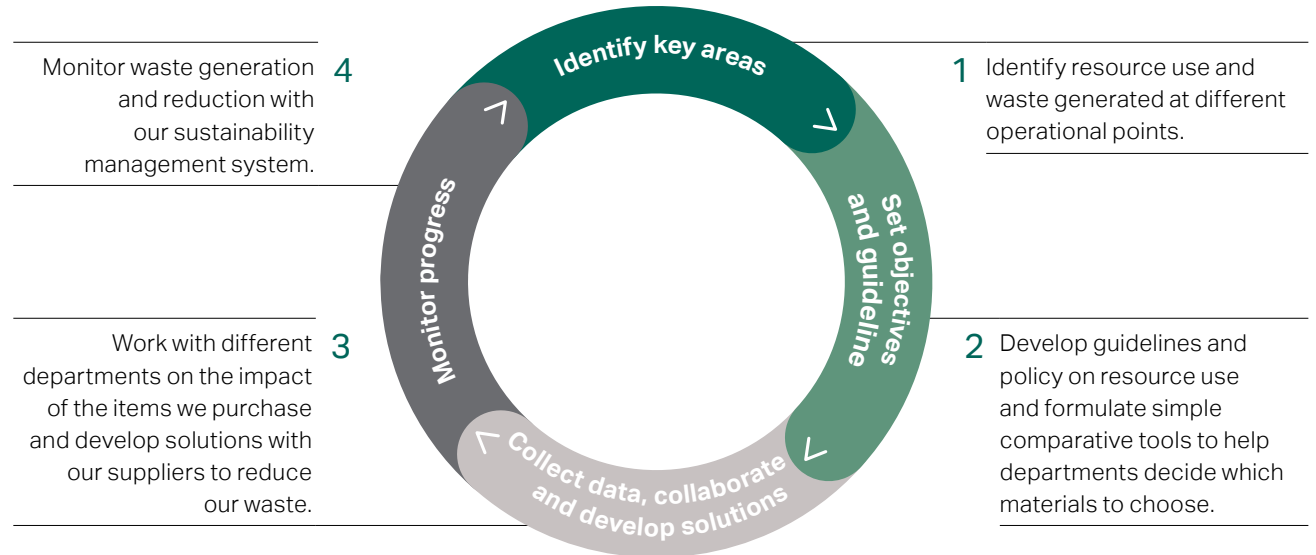 Identify key areas
1
Identify resource use and
waste generated at different
operational points.
Set objectives
and guideline
2
Develop guidelines and
policy on resource use
and formulate simple
comparative tools to help
departments decide which
materials to choose.
Collect data, collaborate
and develop solutions
3
Work with different
departments on the impact
of the items we purchase
and develop solutions with
our suppliers to reduce
our waste.
Monitor progress
4
Monitor waste generation
and reduction with
our sustainability
management system.